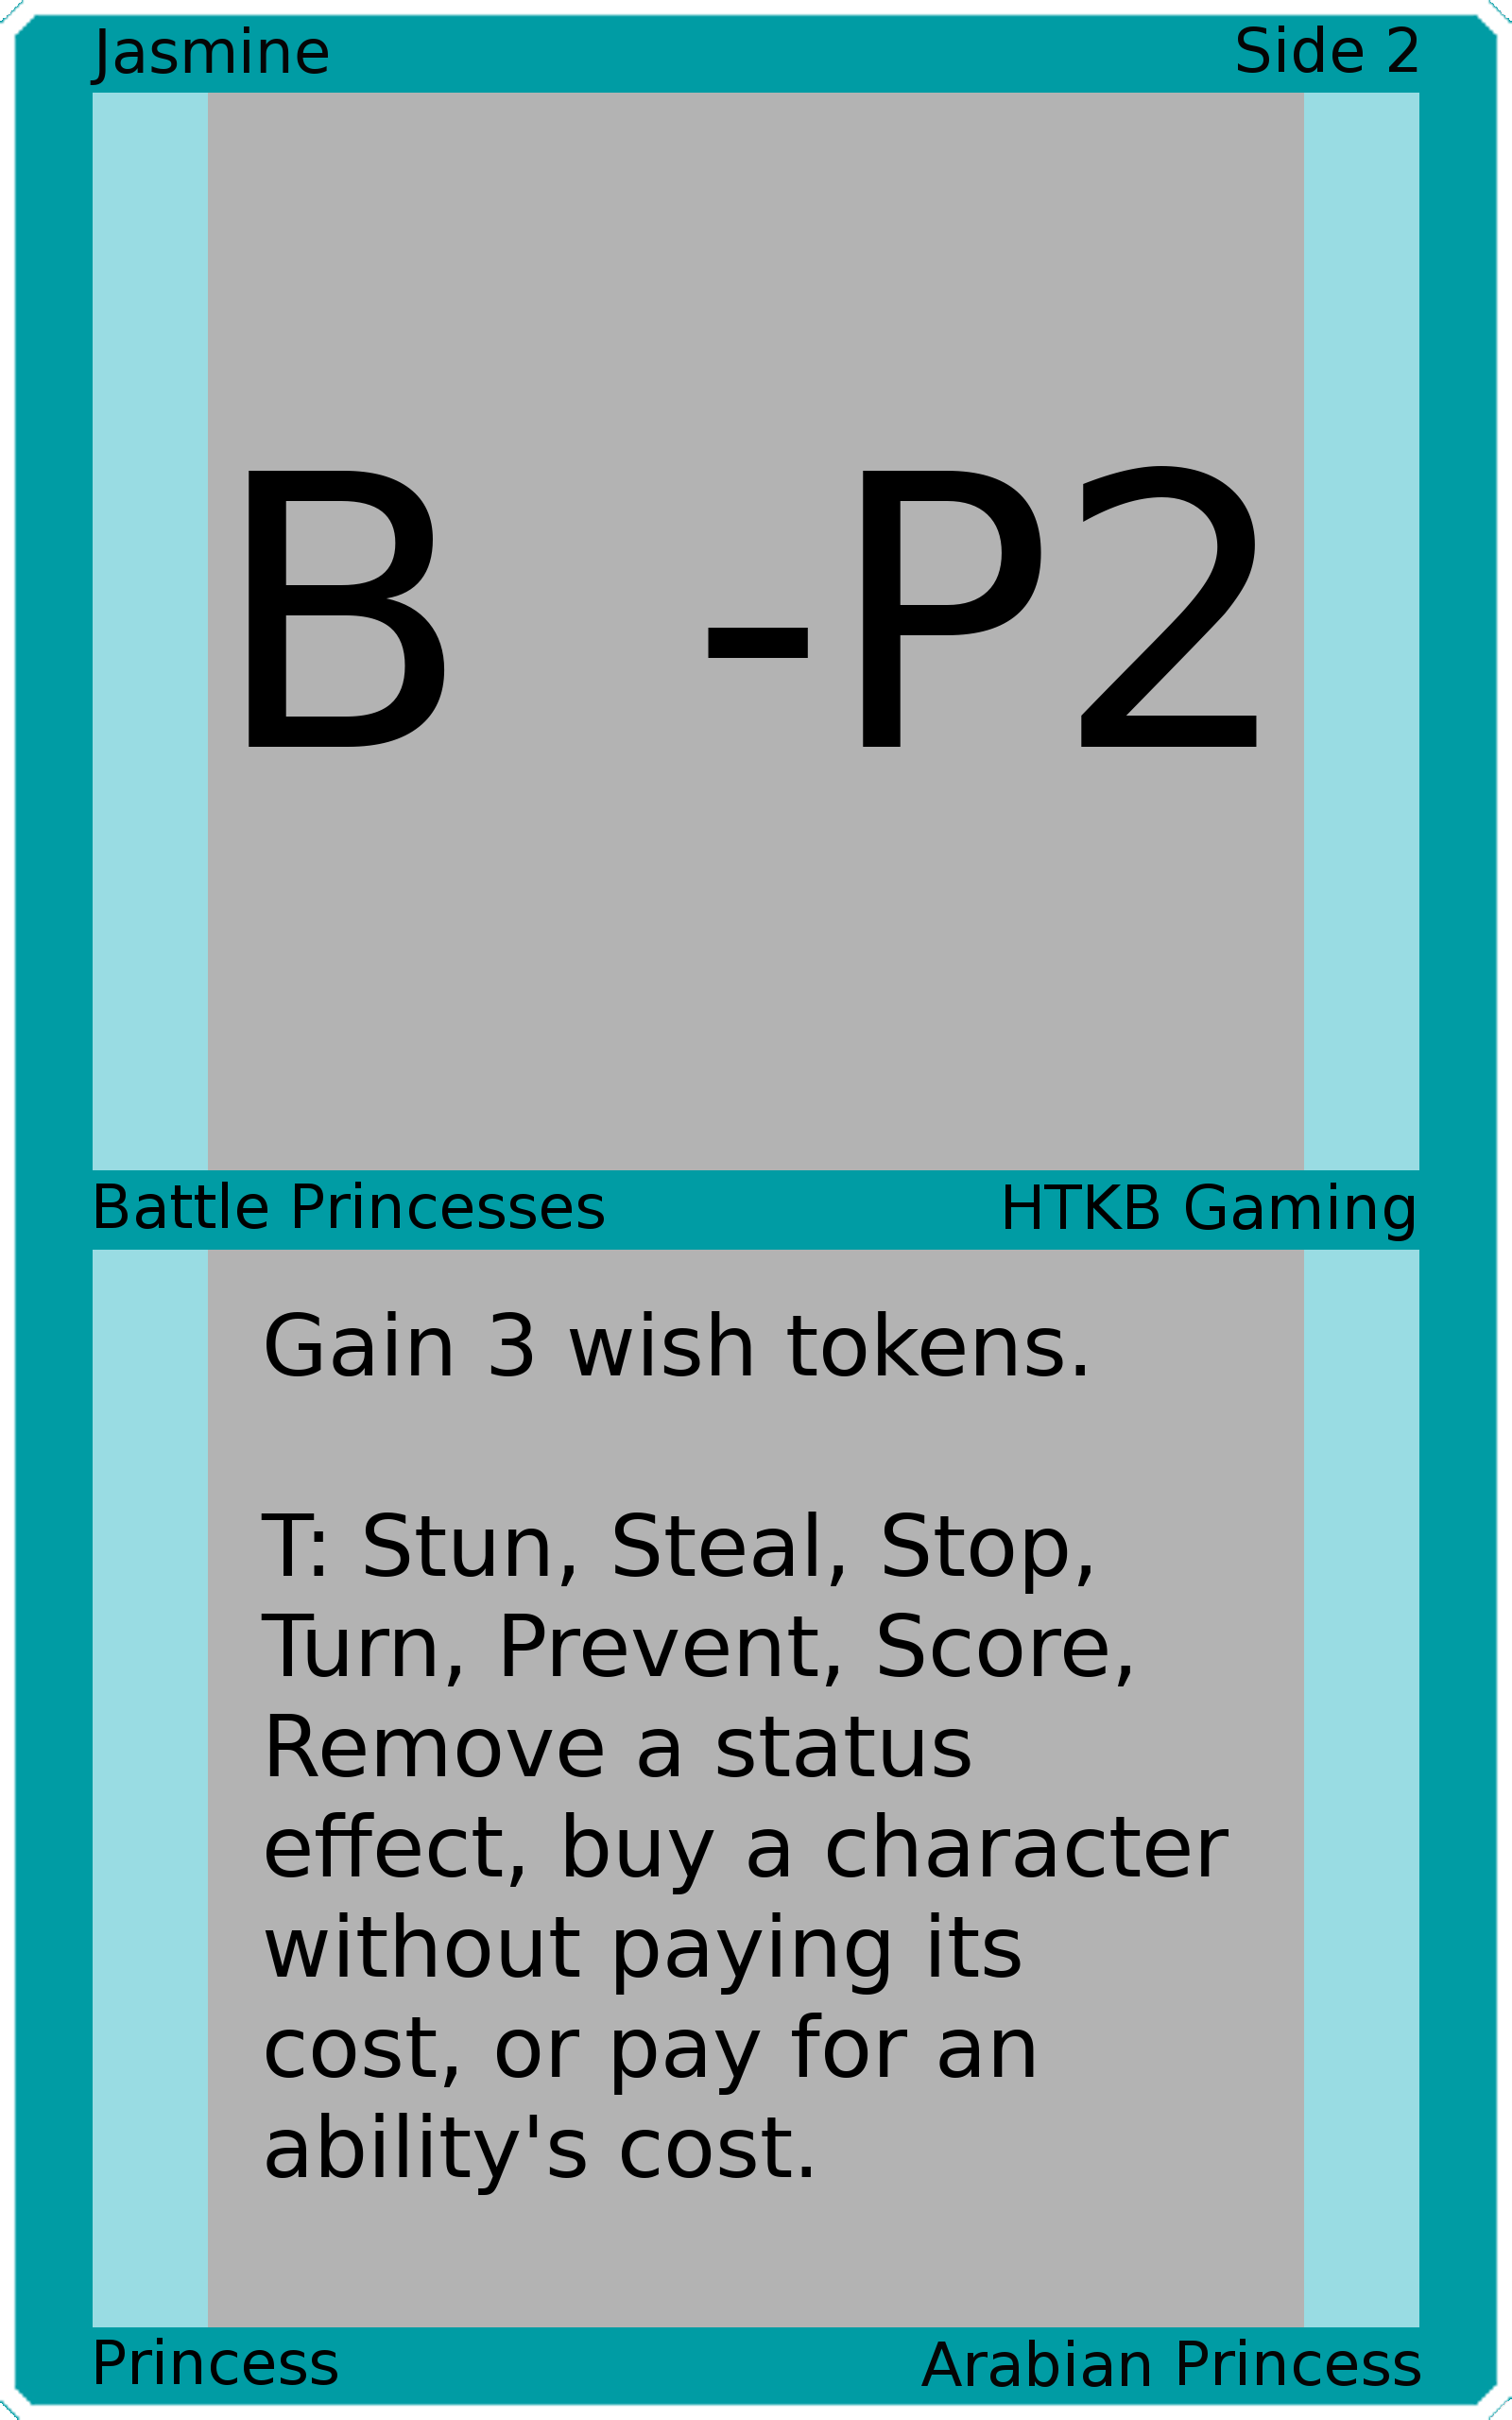 Jasmine Side 2
B -P2
Battle Princesses HTKB Gaming
Gain 3 wish tokens.
T: Stun, Steal, Stop,
Turn, Prevent, Score,
Remove a status
effect, buy a character
without paying its
cost, or pay for an
ability's cost.
Princess Arabian Princess